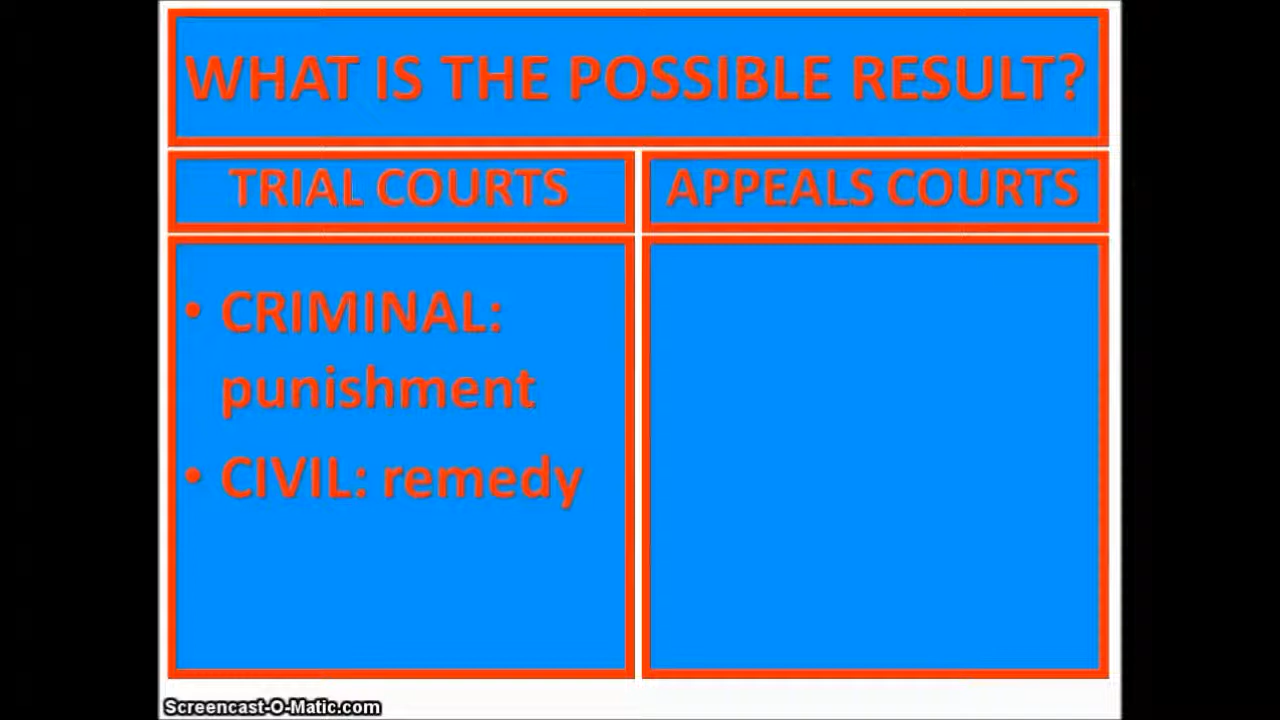 WHAT IS THE POSSIBLE RESULT?
TRIAL COURTS
APPEALS COURTS
• CRIMINAL:
punishment
• CIVIL: remedy
Screencast-O-Matic.com